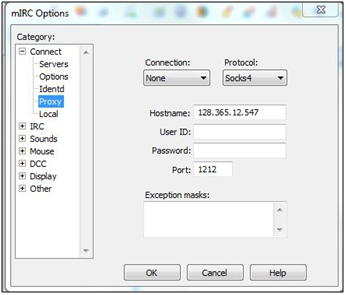 mIRC Options
Category:
Connect
Servers
Options
Identd
Proxy
Local
IRC
Sounds
Mouse
DCC
Display
Other
Connection: Protocol:
None Socks4
Hostname: 128.365.12.547
User ID:
Password:
Port: 1212
Exception masks:
OK Cancel Help